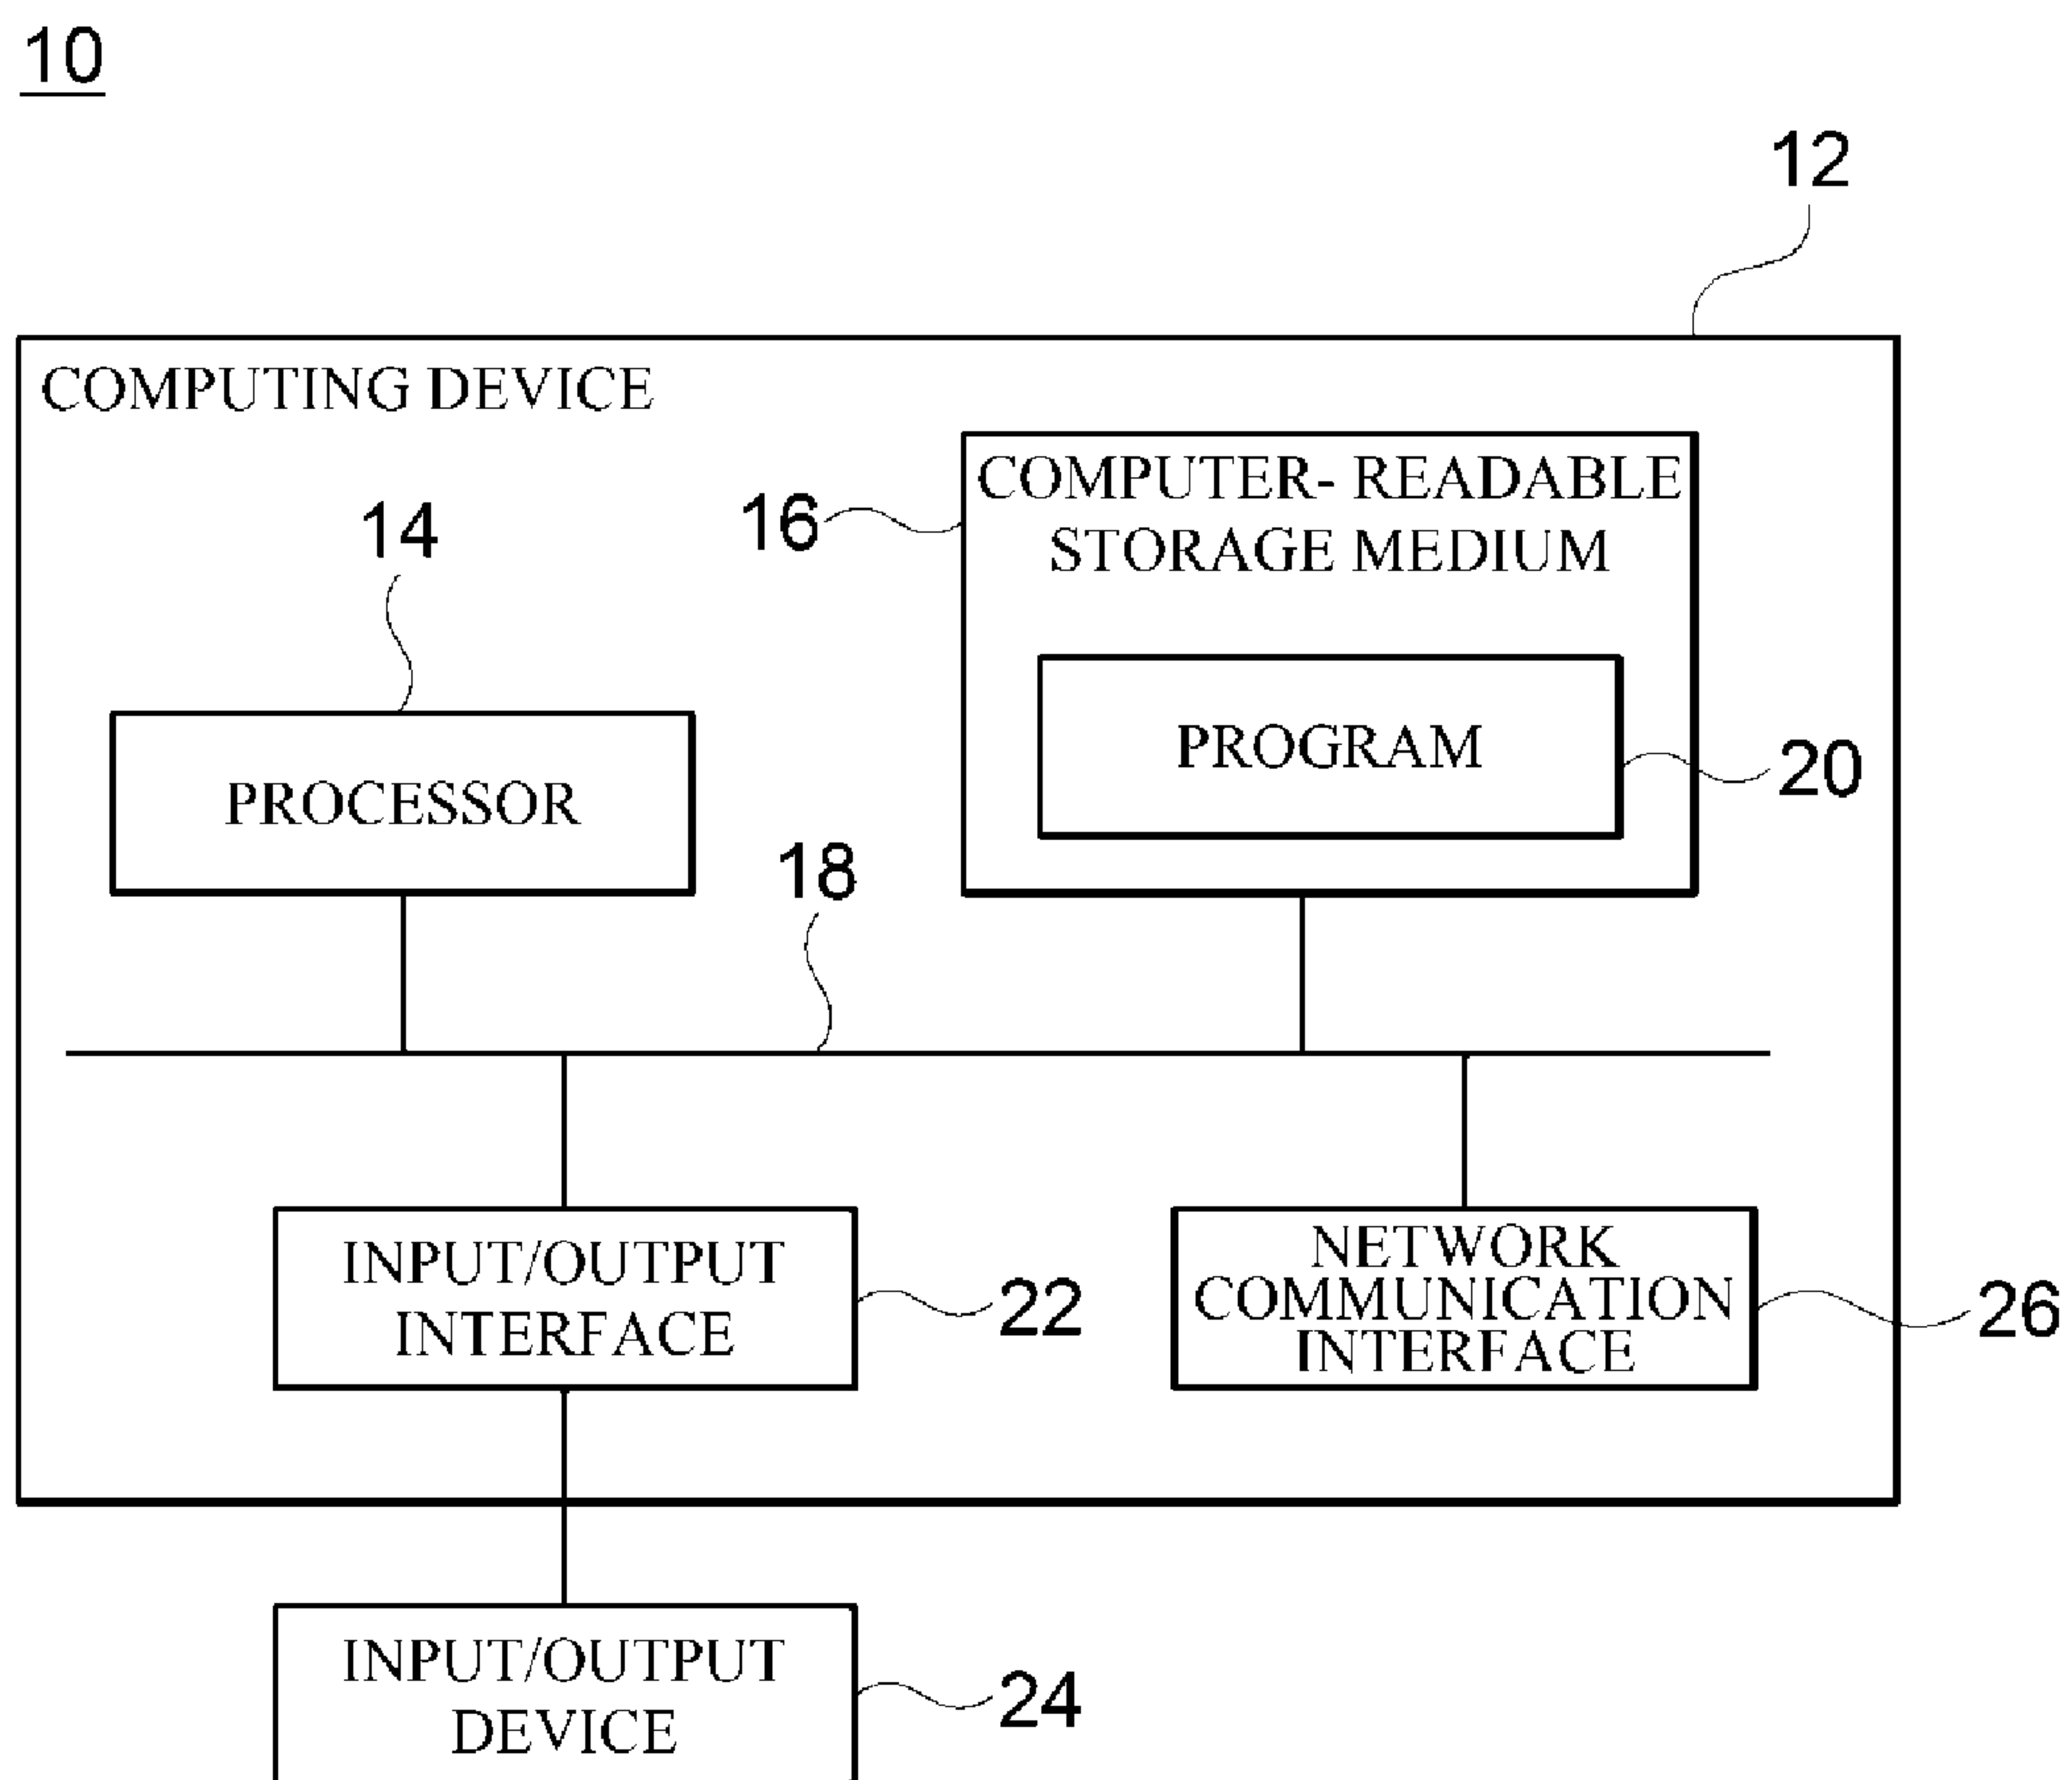 10
12
COMPUTING DEVICE
COMPUTER- READABLE
STORAGE MEDIUM
16
14
PROGRAM
20
PROCESSOR
18
INPUT/OUTPUT
INTERFACE
22
NETWORK
COMMUNICATION
INTERFACE
26
INPUT/OUTPUT
DEVICE
24